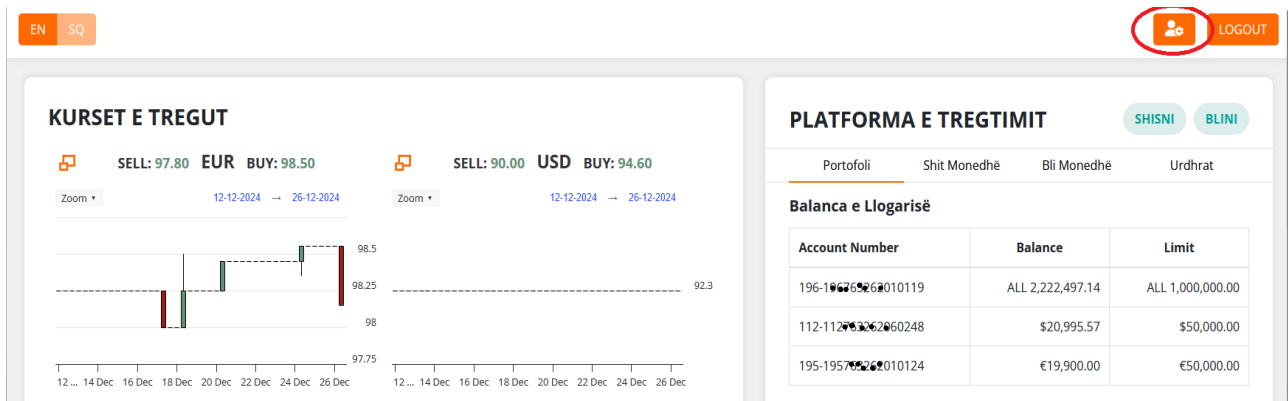 EN SQ
LOGOUT
KURSET E TREGUT
SELL: 97.80 EUR BUY: 98.50
Zoom ▾ 12-12-2024 → 26-12-2024
98.5
98.25
98
97.75
12 ... 14 Dec 16 Dec 18 Dec 20 Dec 22 Dec 24 Dec 26 Dec
SELL: 90.00 USD BUY: 94.60
Zoom ▾ 12-12-2024 → 26-12-2024
92.3
12 ... 14 Dec 16 Dec 18 Dec 20 Dec 22 Dec 24 Dec 26 Dec
PLATFORMA E TREGTIMIT
SHISNI BLINI
Portofoli Shit Monedhë Bli Monedhë Urdhrat
Balanca e Llogarisë
Account Number Balance Limit
ALL 2,222,497.14 ALL 1,000,000.00
$20,995.57 $50,000.00
€19,900.00 €50,000.00